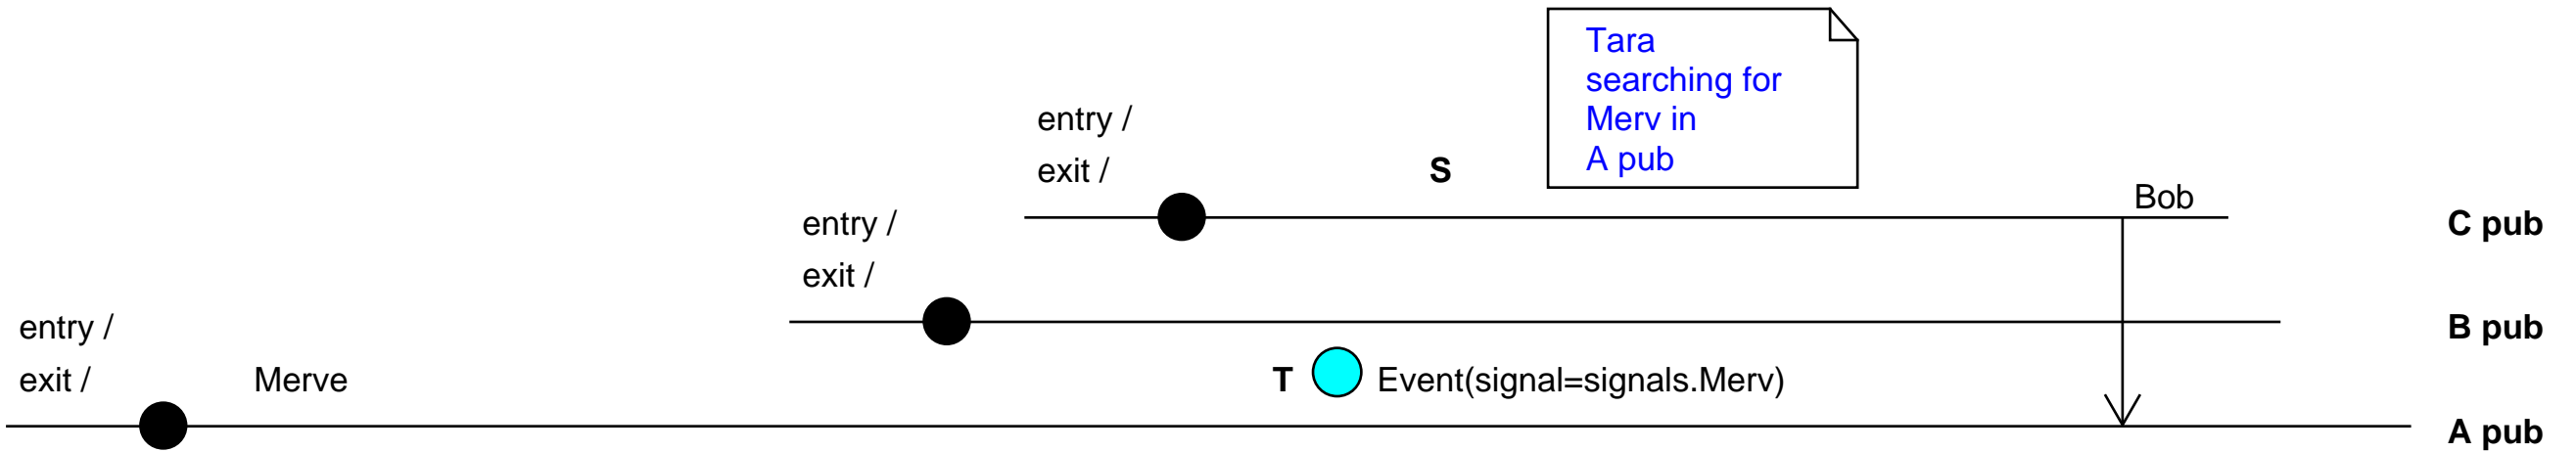 Tara
searching for
Merv in
A pub
entry /
exit /
S
Bob
C pub
entry /
exit /
B pub
entry /
exit /
Merve
T
Event(signal=signals.Merv)
A pub